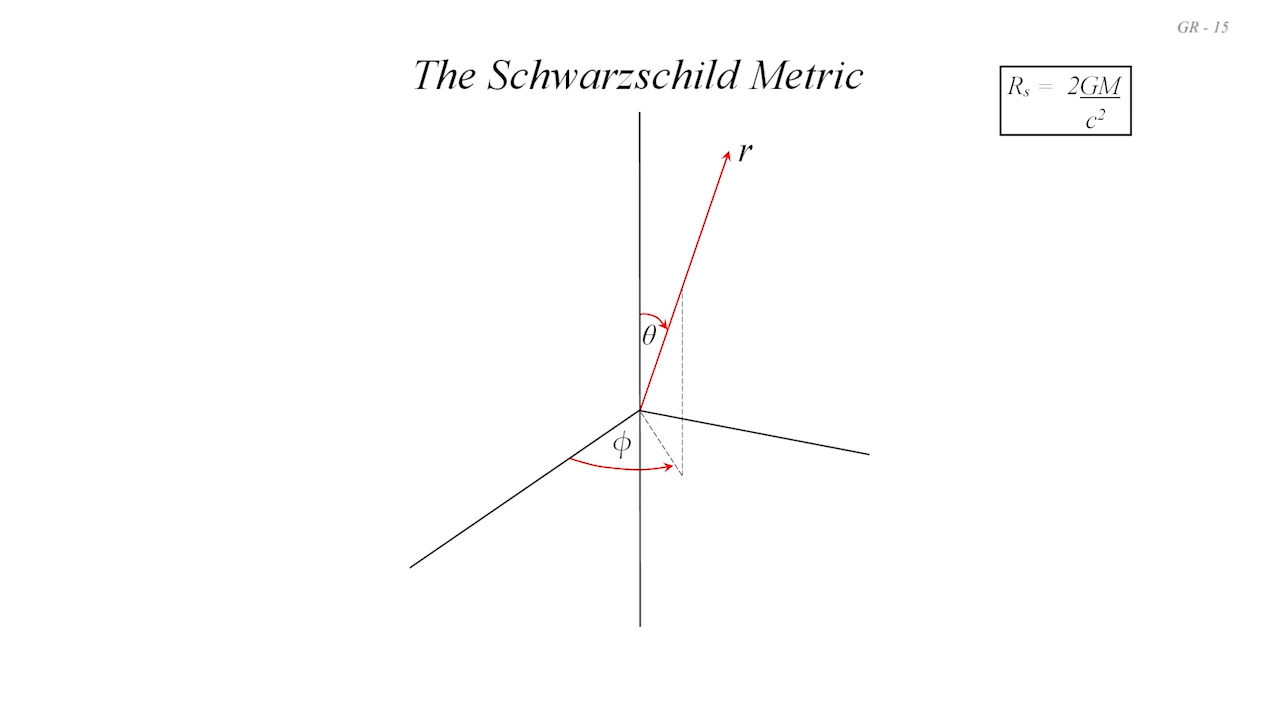 GR - 15
The Schwarzschild Metric
Rₛ = 2GM
c²
r
θ
ϕ